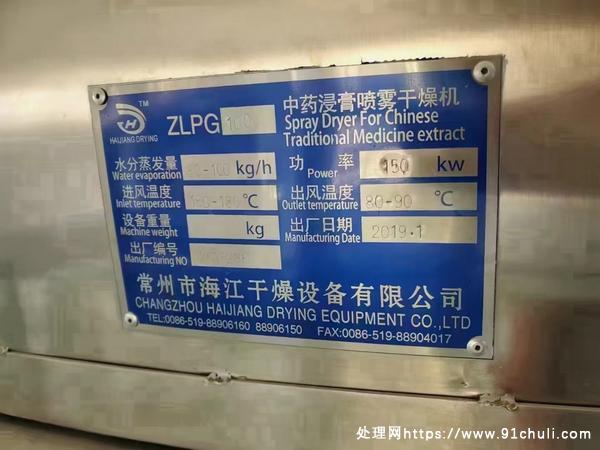 TM
HAIJIANG DRYING
ZLPG 100
中药浸膏喷雾干燥机
Spray Dryer For Chinese
Traditional Medicine extract
水分蒸发量 -100 kg/h
Water evaporation
功 率 150 kw
Power
进风温度 ℃
Inlet temperature
出风温度 80-90 ℃
Outlet temperature
设备重量 kg
Machine weight
出厂日期 2019.1
Manufacturing Date
出厂编号
Manufacturing NO
常州市海江干燥设备有限公司
CHANGZHOU HAIJIANG DRYING EQUIPMENT CO.,LTD
TEL:0086-519-88906160 88906150 FAX:0086-519-88904017
处理网https://www.91chuli.com/